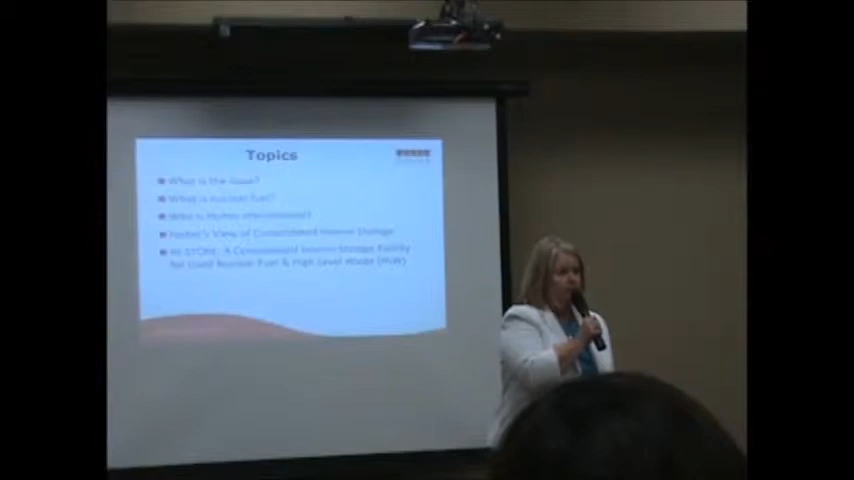 Topics
What is the issue?
What is nuclear fuel?
Who is Holtec International?
Holtec's View of Consolidated Interim Storage
HI-STORE: A Consolidated Interim Storage Facility
for Used Nuclear Fuel & High Level Waste (HLW)